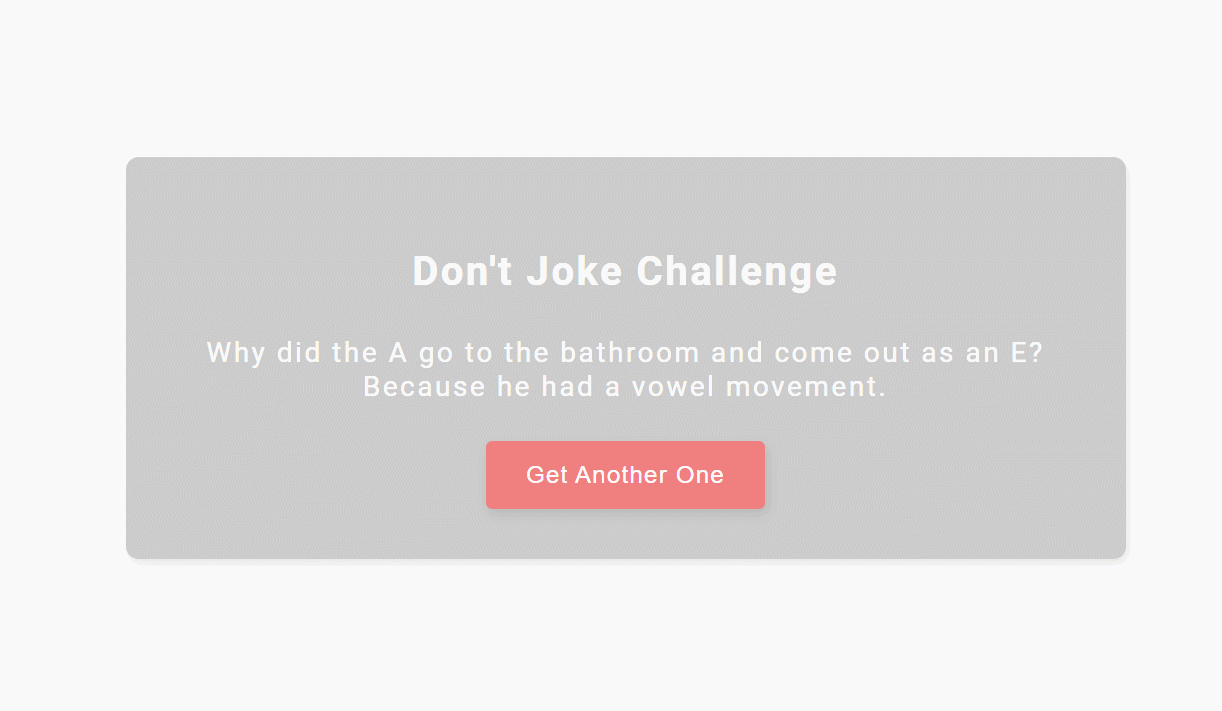 Don't Joke Challenge
Why did the A go to the bathroom and come out as an E?
Because he had a vowel movement.
Get Another One